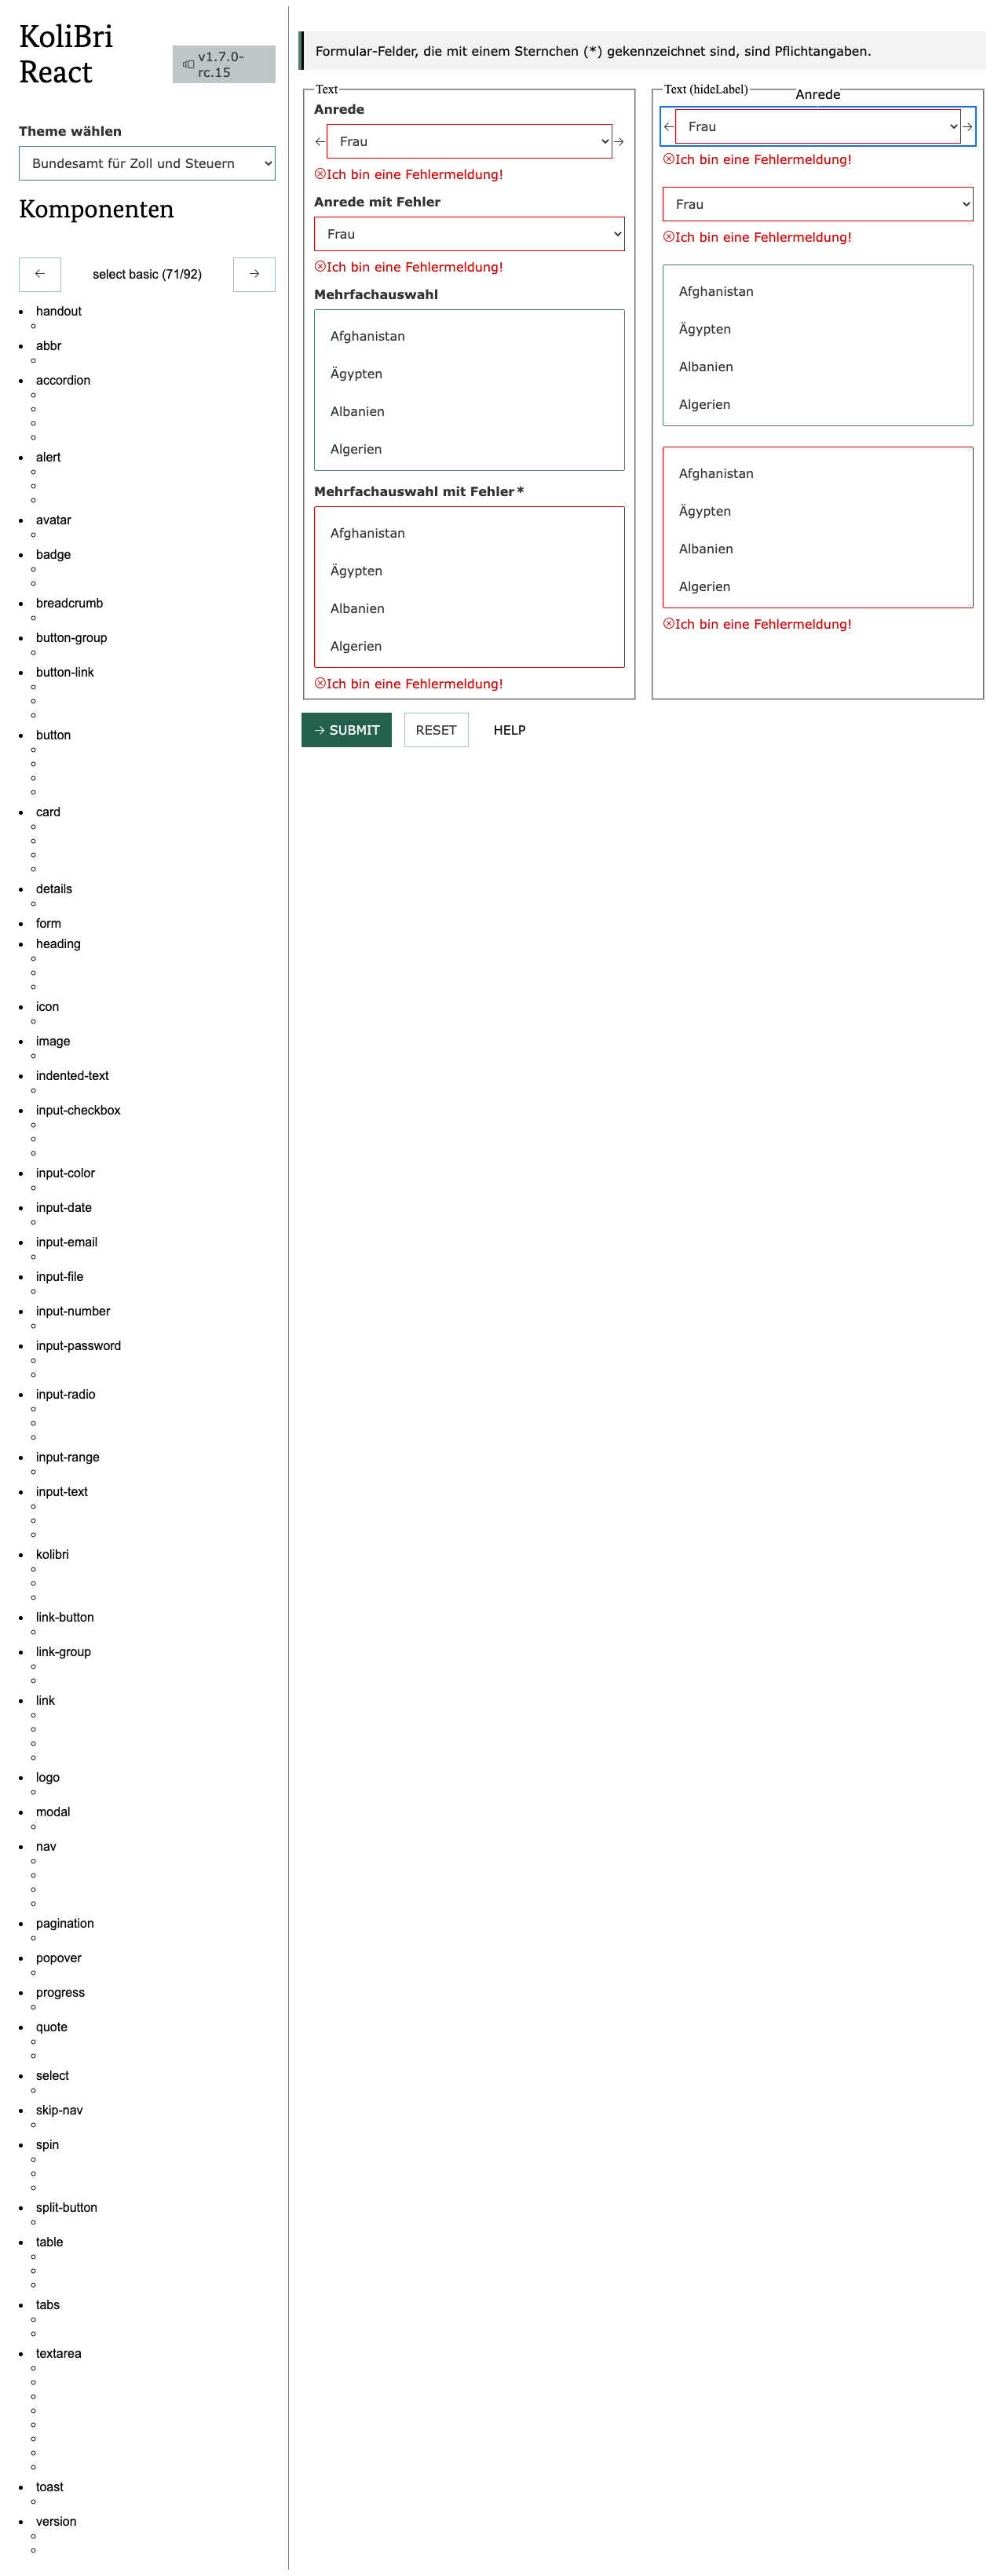 KoliBri
React
v1.7.0-
rc.15
Theme wählen
Bundesamt für Zoll und Steuern
Komponenten
← select basic (71/92) →
handout
abbr
accordion
alert
avatar
badge
breadcrumb
button-group
button-link
button
card
details
form
heading
icon
image
indented-text
input-checkbox
input-color
input-date
input-email
input-file
input-number
input-password
input-radio
input-range
input-text
kolibri
link-button
link-group
link
logo
modal
nav
pagination
popover
progress
quote
select
skip-nav
spin
split-button
table
tabs
textarea
toast
version
Formular-Felder, die mit einem Sternchen (*) gekennzeichnet sind, sind Pflichtangaben.
Text
Anrede
← Frau →
Ich bin eine Fehlermeldung!
Anrede mit Fehler
Frau
Ich bin eine Fehlermeldung!
Mehrfachauswahl
Afghanistan
Ägypten
Albanien
Algerien
Mehrfachauswahl mit Fehler*
Afghanistan
Ägypten
Albanien
Algerien
Ich bin eine Fehlermeldung!
Text (hideLabel)
Anrede
← Frau →
Ich bin eine Fehlermeldung!
Frau
Ich bin eine Fehlermeldung!
Afghanistan
Ägypten
Albanien
Algerien
Afghanistan
Ägypten
Albanien
Algerien
Ich bin eine Fehlermeldung!
→ SUBMIT RESET HELP